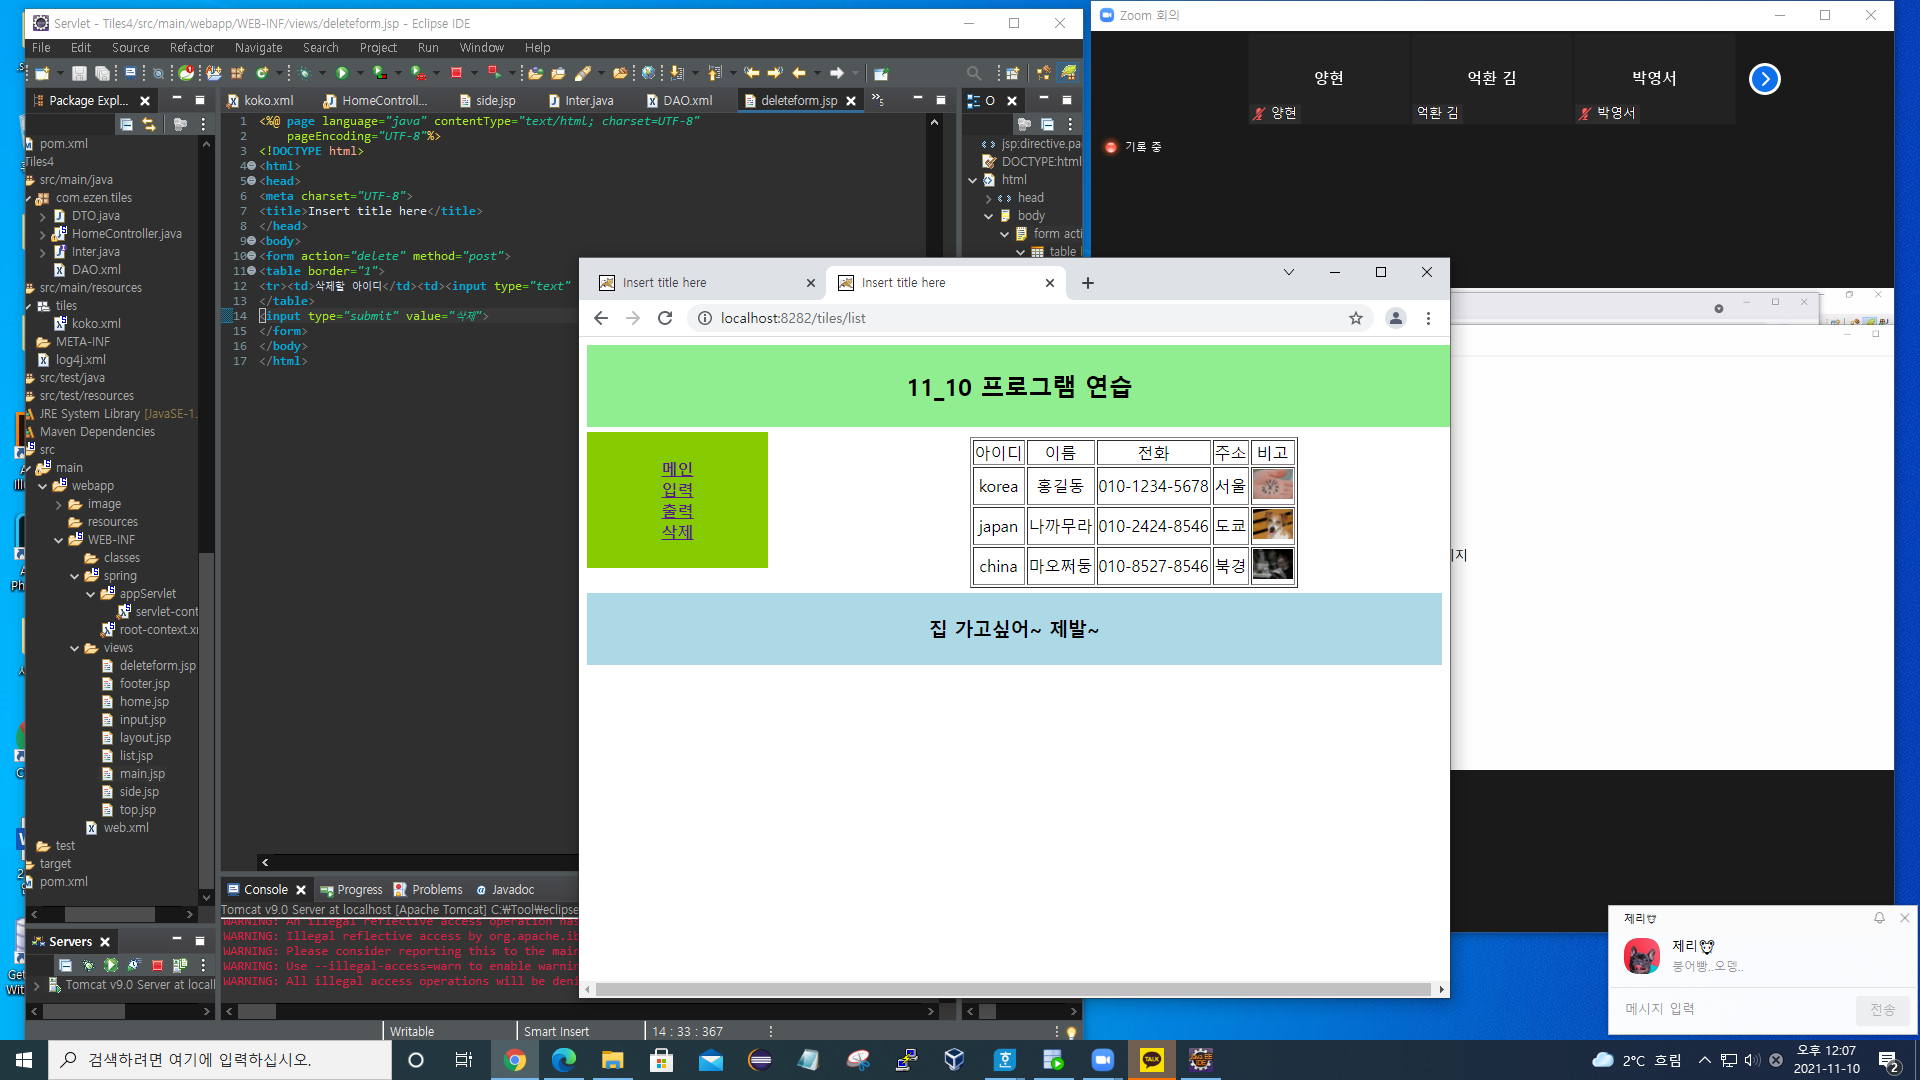 Servlet - Tiles4/src/main/webapp/WEB-INF/views/deleteform.jsp - Eclipse IDE
File Edit Source Refactor Navigate Search Project Run Window Help
Package Expl...
pom.xml
Tiles4
src/main/java
com.ezen.tiles
DTO.java
HomeController.java
Inter.java
DAO.xml
src/main/resources
tiles
koko.xml
META-INF
log4j.xml
src/test/java
src/test/resources
JRE System Library [JavaSE-1.
Maven Dependencies
src
main
webapp
image
resources
WEB-INF
classes
spring
appServlet
servlet-cont
root-context.x
views
deleteform.jsp
footer.jsp
home.jsp
input.jsp
layout.jsp
list.jsp
main.jsp
side.jsp
top.jsp
web.xml
test
target
pom.xml
Servers
Tomcat v9.0 Server at locall
koko.xml HomeControll... side.jsp Inter.java DAO.xml deleteform.jsp »5
1 <%@ page language="java" contentType="text/html; charset=UTF-8"
2 pageEncoding="UTF-8"%>
3 <!DOCTYPE html>
4 <html>
5 <head>
6 <meta charset="UTF-8">
7 <title>Insert title here</title>
8 </head>
9 <body>
10 <form action="delete" method="post">
11 <table border="1">
12 <tr><td>삭제할 아이디</td><td><input type="text"
13 </table>
14 <input type="submit" value="삭제">
15 </form>
16 </body>
17 </html>
O
jsp:directive.pa
DOCTYPE:html
html
head
body
form acti
table
Console Progress Problems Javadoc
Tomcat v9.0 Server at localhost [Apache Tomcat] C:₩Tool₩eclipse
WARNING: An illegal reflective access operation has
WARNING: Illegal reflective access by org.apache.ib
WARNING: Please consider reporting this to the main
WARNING: Use --illegal-access=warn to enable warnin
WARNING: All illegal access operations will be deni
Writable Smart Insert 14 : 33 : 367
Insert title here Insert title here
localhost:8282/tiles/list
11_10 프로그램 연습
메인
입력
출력
삭제
아이디 이름 전화 주소 비고
korea 홍길동 010-1234-5678 서울
japan 나까무라 010-2424-8546 도쿄
china 마오쩌둥 010-8527-8546 북경
집 가고싶어~ 제발~
Zoom 회의
양현 억환 김 박영서
양현 억환 김 박영서
기록 중
지
제리
제리
붕어빵..오뎅..
메시지 입력 전송
검색하려면 여기에 입력하십시오.
TALK
2°C 흐림
오후 12:07
2021-11-10
2